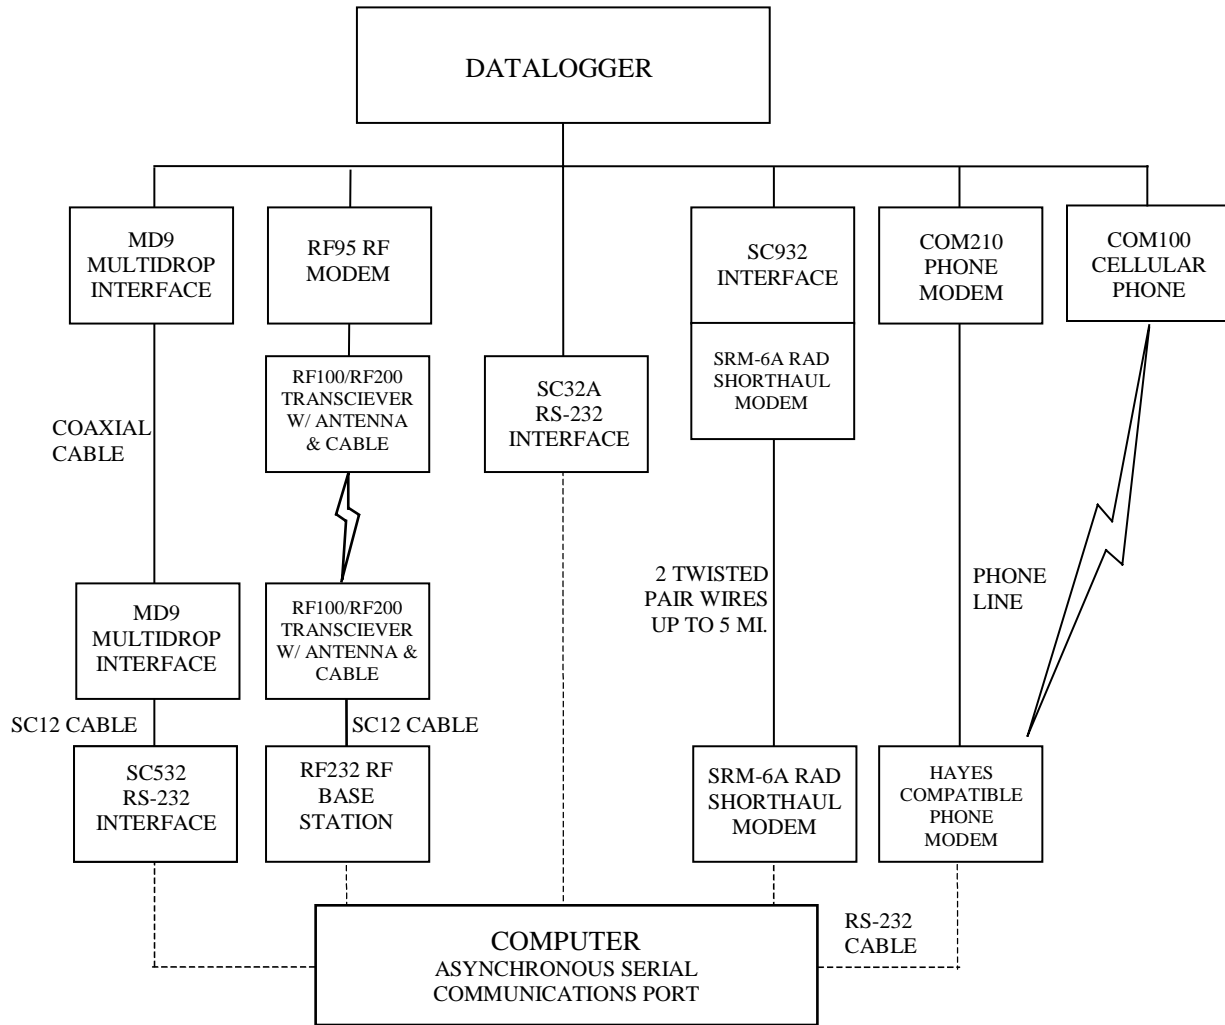 DATALOGGER
MD9
MULTIDROP
INTERFACE
RF95 RF
MODEM
SC932
INTERFACE
COM210
PHONE
MODEM
COM100
CELLULAR
PHONE
RF100/RF200
TRANSCIEVER
W/ ANTENNA
& CABLE
SC32A
RS-232
INTERFACE
SRM-6A RAD
SHORTHAUL
MODEM
COAXIAL
CABLE
MD9
MULTIDROP
INTERFACE
RF100/RF200
TRANSCIEVER
W/ ANTENNA &
CABLE
2 TWISTED
PAIR WIRES
UP TO 5 MI.
PHONE
LINE
SC12 CABLE
SC12 CABLE
SC532
RS-232
INTERFACE
RF232 RF
BASE
STATION
SRM-6A RAD
SHORTHAUL
MODEM
HAYES
COMPATIBLE
PHONE
MODEM
COMPUTER
ASYNCHRONOUS SERIAL
COMMUNICATIONS PORT
RS-232
CABLE